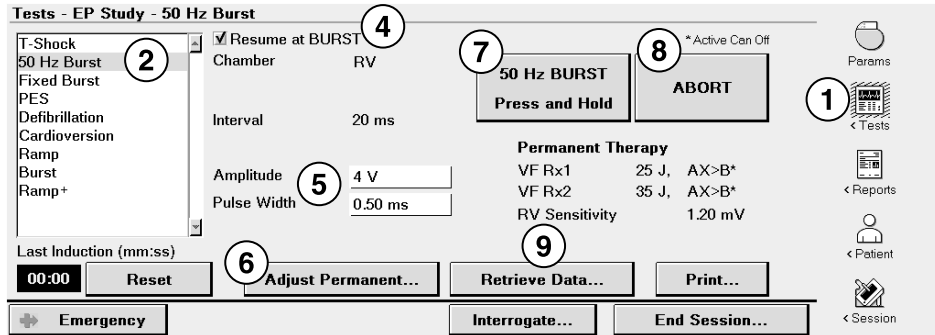 Tests - EP Study - 50 Hz Burst
T-Shock
50 Hz Burst
Fixed Burst
PES
Defibrillation
Cardioversion
Ramp
Burst
Ramp+
2
Resume at BURST
4
Chamber RV
Interval 20 ms
Amplitude 4 V
Pulse Width 0.50 ms
5
7
50 Hz BURST
Press and Hold
8
*Active Can Off
ABORT
Permanent Therapy
VF Rx1 25 J, AX>B*
VF Rx2 35 J, AX>B*
RV Sensitivity 1.20 mV
Last Induction (mm:ss)
00:00 Reset
6
Adjust Permanent...
9
Retrieve Data...
Print...
Emergency
Interrogate...
End Session...
Params
1
< Tests
< Reports
< Patient
< Session